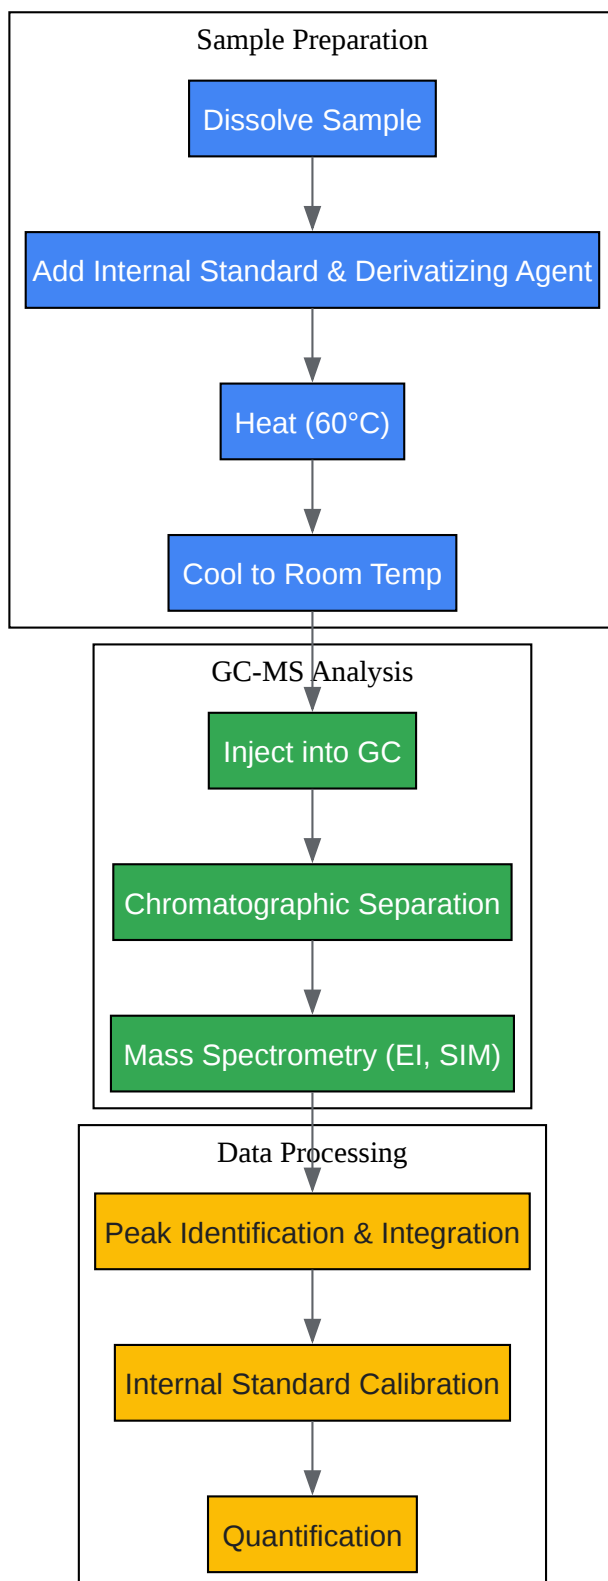 Sample Preparation
Dissolve Sample
Add Internal Standard & Derivatizing Agent
Heat (60°C)
Cool to Room Temp
GC-MS Analysis
Inject into GC
Chromatographic Separation
Mass Spectrometry (EI, SIM)
Data Processing
Peak Identification & Integration
Internal Standard Calibration
Quantification